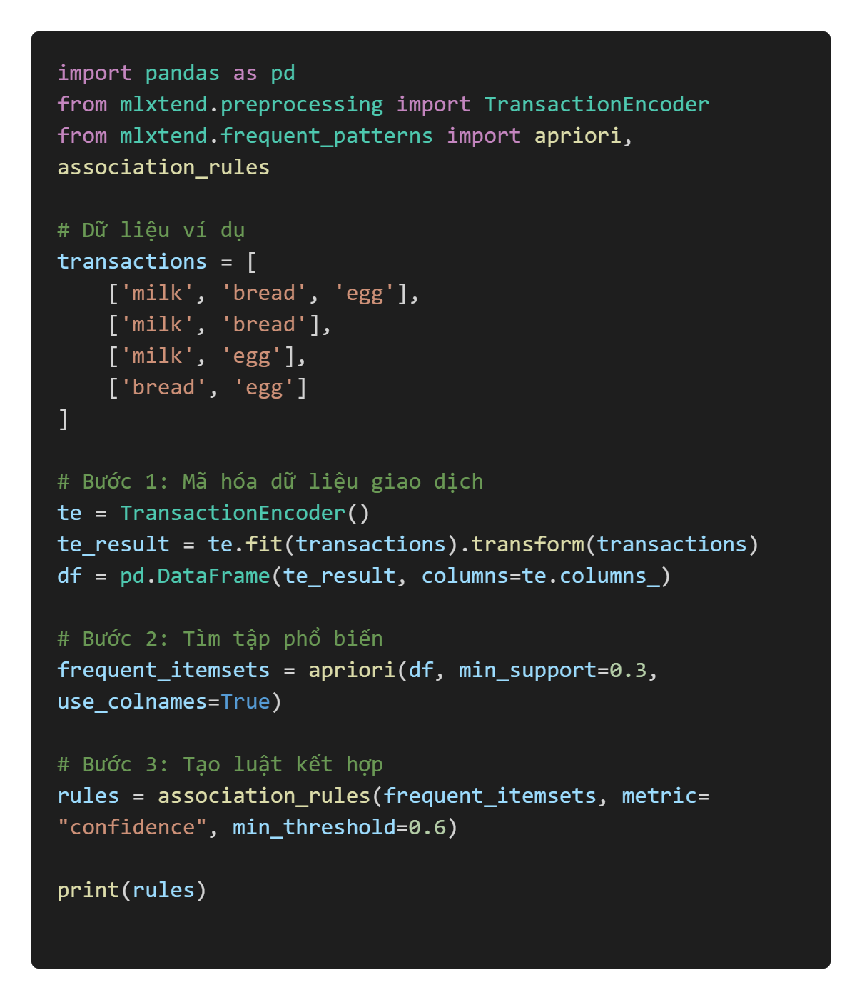 import pandas as pd
from mlxtend.preprocessing import TransactionEncoder
from mlxtend.frequent_patterns import apriori,
association_rules

# Dữ liệu ví dụ
transactions = [
    ['milk', 'bread', 'egg'],
    ['milk', 'bread'],
    ['milk', 'egg'],
    ['bread', 'egg']
]

# Bước 1: Mã hóa dữ liệu giao dịch
te = TransactionEncoder()
te_result = te.fit(transactions).transform(transactions)
df = pd.DataFrame(te_result, columns=te.columns_)

# Bước 2: Tìm tập phổ biến
frequent_itemsets = apriori(df, min_support=0.3,
use_colnames=True)

# Bước 3: Tạo luật kết hợp
rules = association_rules(frequent_itemsets, metric=
"confidence", min_threshold=0.6)

print(rules)